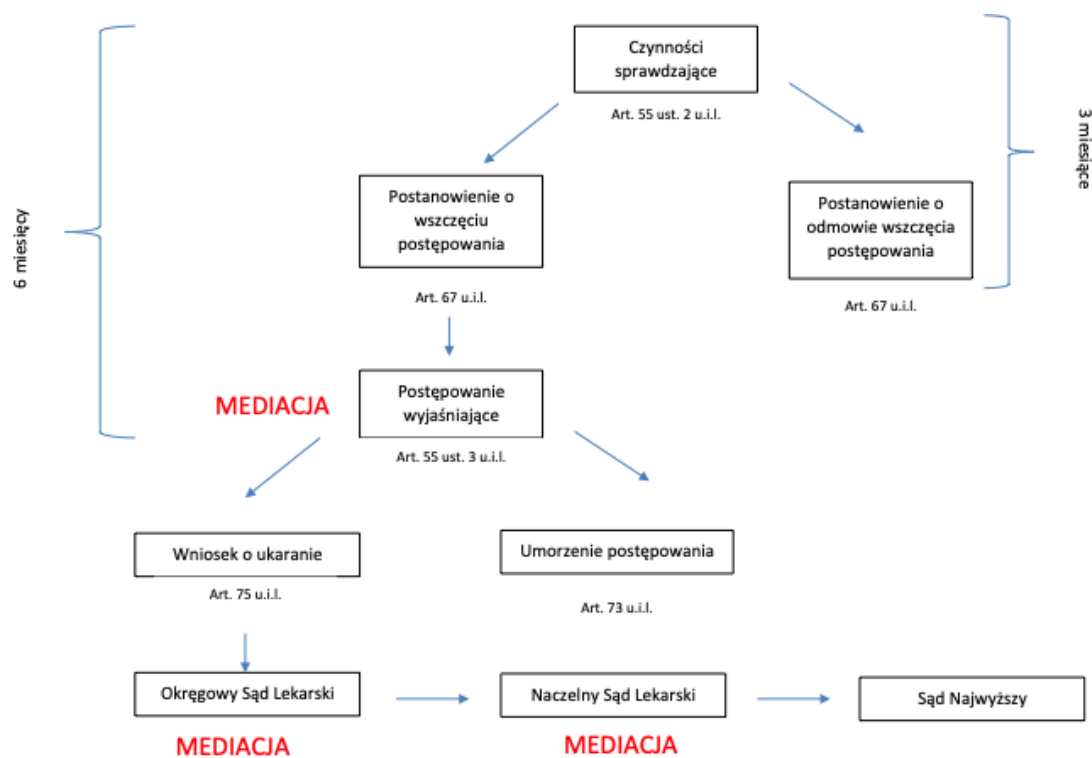 Czynności
sprawdzające
Art. 55 ust. 2 u.i.l.
3 miesiące
6 miesięcy
Postanowienie o
wszczęciu
postępowania
Art. 67 u.i.l.
Postanowienie o
odmowie wszczęcia
postępowania
Art. 67 u.i.l.
MEDIACJA
Postępowanie
wyjaśniające
Art. 55 ust. 3 u.i.l.
Wniosek o ukaranie
Art. 75 u.i.l.
Umorzenie postępowania
Art. 73 u.i.l.
Okręgowy Sąd Lekarski
Naczelny Sąd Lekarski
Sąd Najwyższy
MEDIACJA
MEDIACJA